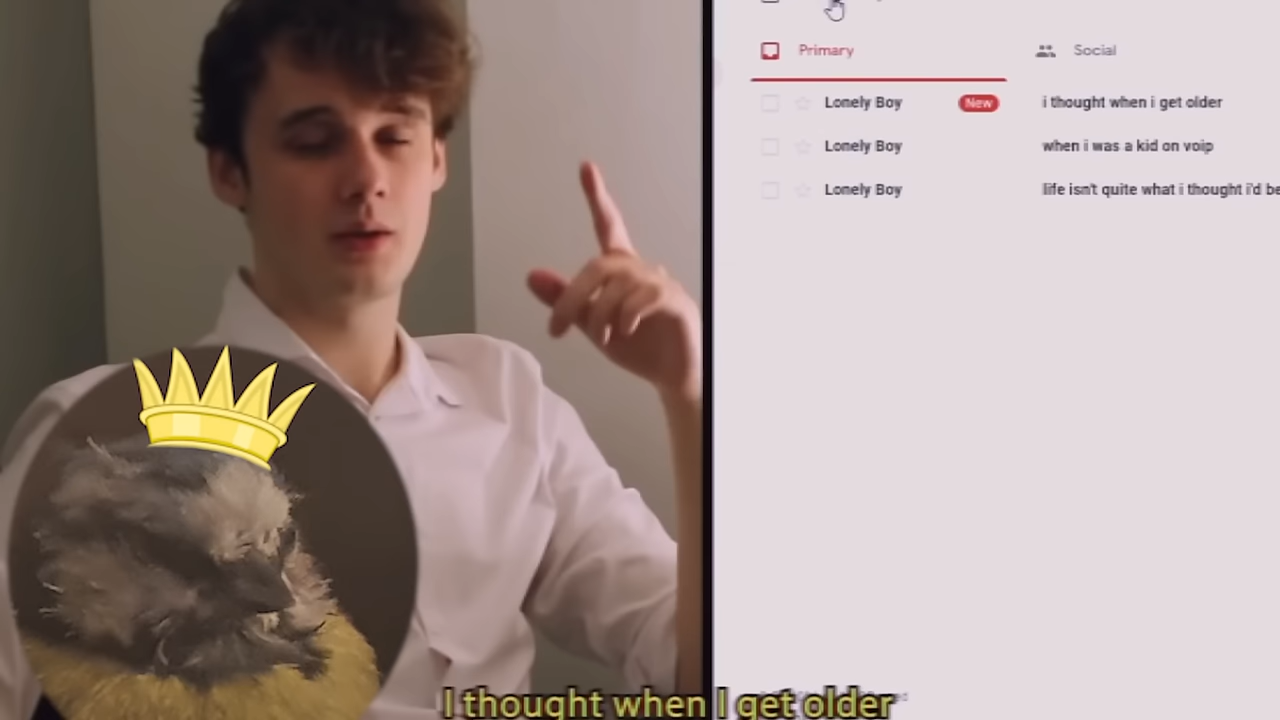 Primary
Social
Lonely Boy New i thought when i get older
Lonely Boy when i was a kid on voip
Lonely Boy life isn't quite what i thought i'd be
I thought when I get older